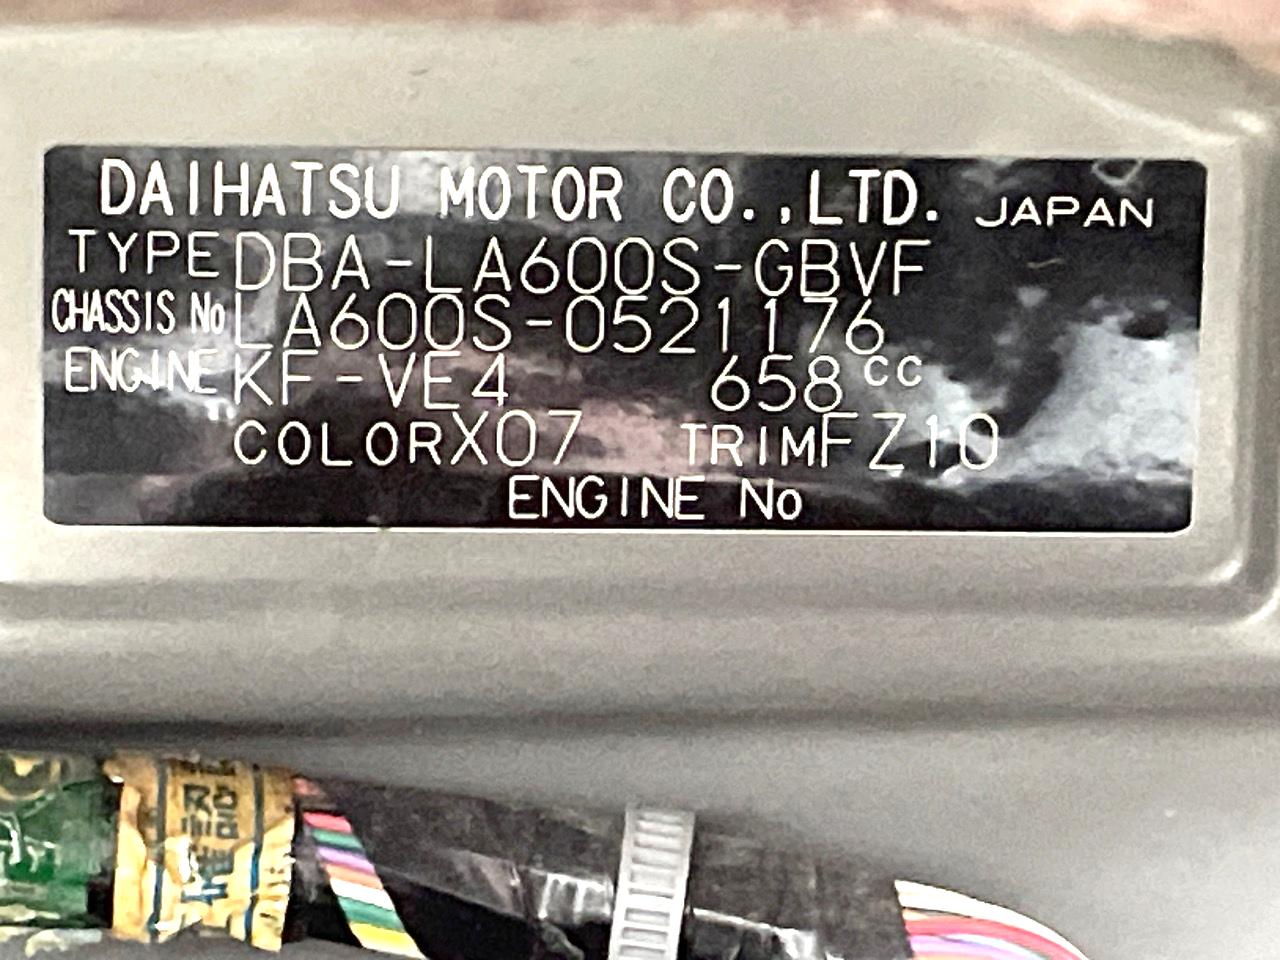 DAIHATSU MOTOR CO.,LTD. JAPAN
TYPE DBA-LA600S-GBVF
CHASSIS No LA600S-0521176
ENGINE KF-VE4 658cc
COLOR X07 TRIM FZ10
ENGINE No